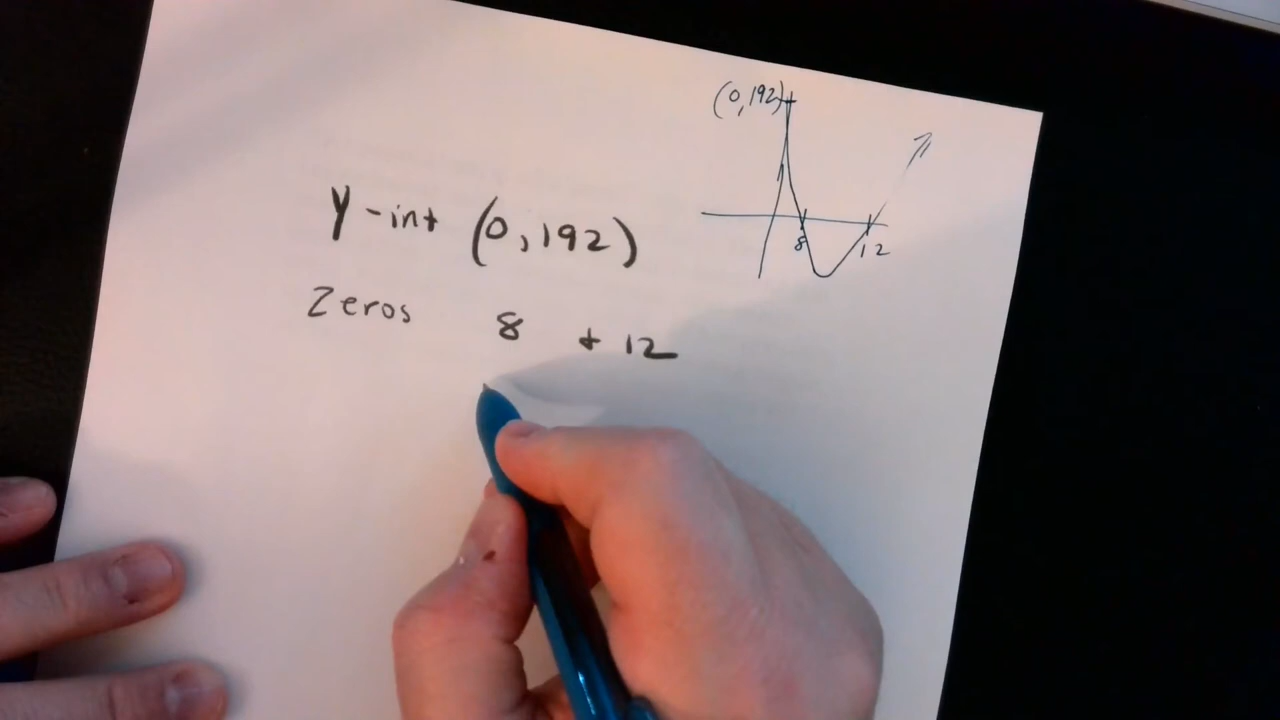 (0,192)
8
12
y-int (0,192)
Zeros 8 + 12